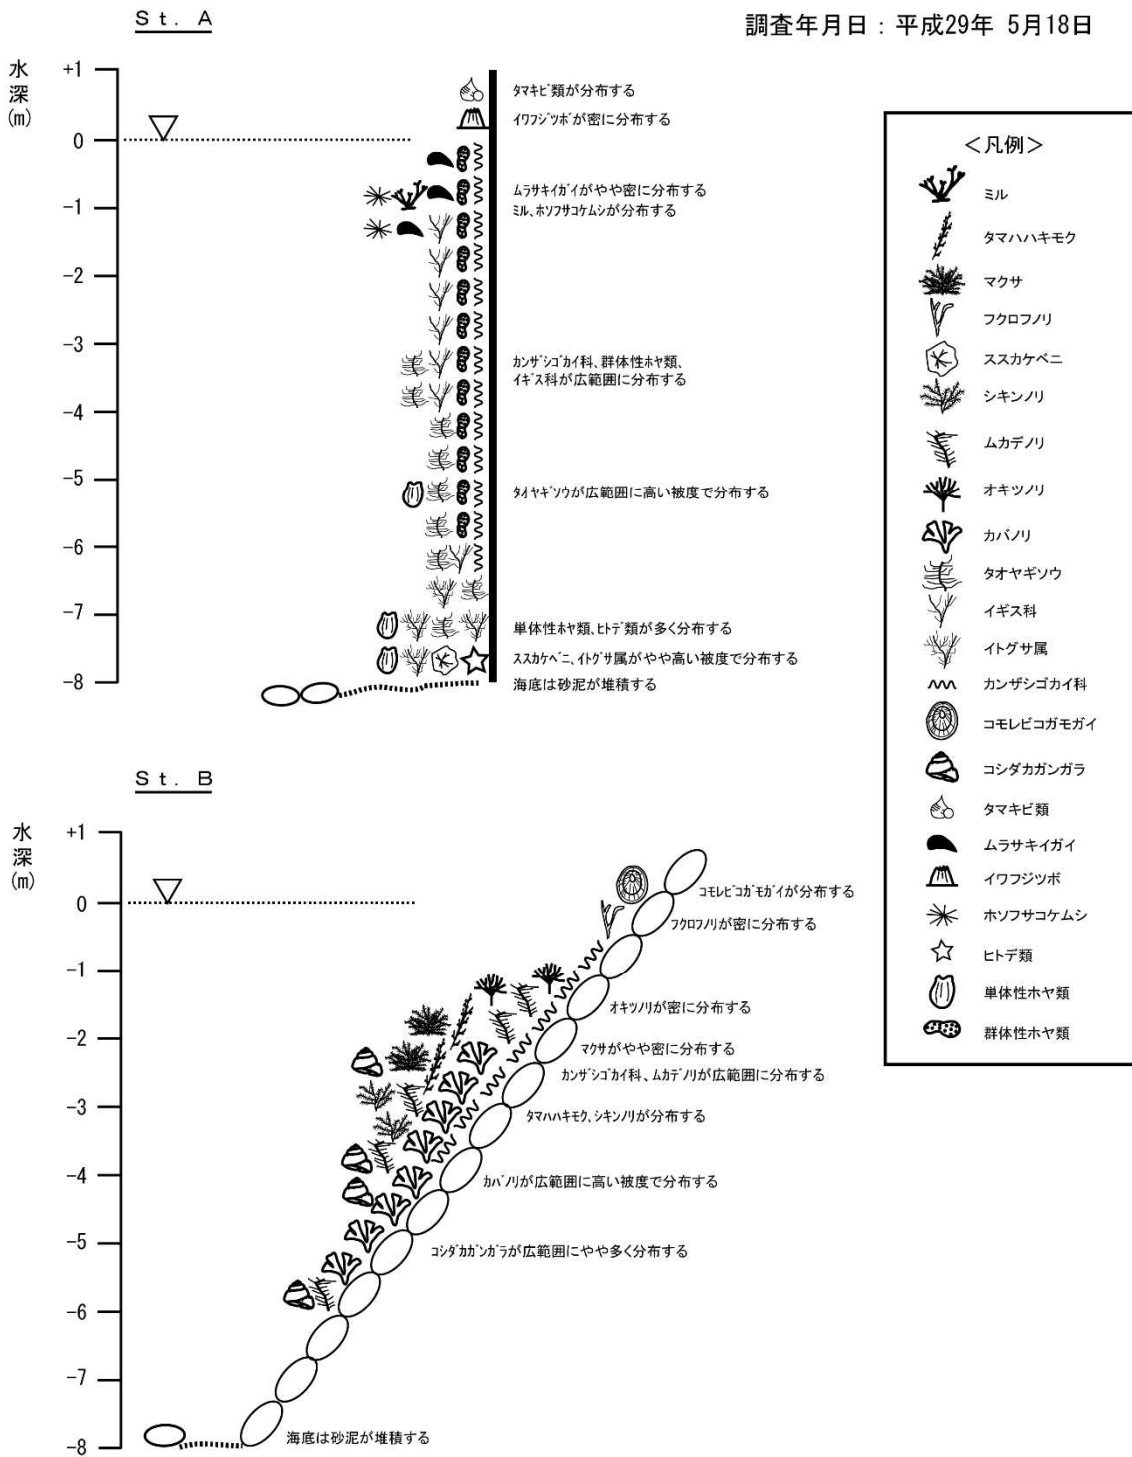 St. A
調査年月日：平成29年 5月18日
水深(m)
+1
0
-1
-2
-3
-4
-5
-6
-7
-8
ﾀﾏｷﾋﾞ類が分布する
ｲﾜﾌｼﾞﾂﾎﾞが密に分布する
ﾑﾗｻｷｲｶﾞｲがやや密に分布する
ﾐﾙ､ﾎｿﾌｻｺｹﾑｼが分布する
ｶﾝｻﾞｼｺﾞｶｲ科､群体性ﾎﾔ類､
ｲｷﾞｽ科が広範囲に分布する
ﾀｵﾔｷﾞｿｳが広範囲に高い被度で分布する
単体性ﾎﾔ類､ﾋﾄﾃﾞ類が多く分布する
ｽｽｶｹﾍﾞﾆ､ｲﾄｸﾞｻ属がやや高い被度で分布する
海底は砂泥が堆積する
＜凡例＞
ミル
タマハハキモク
マクサ
フクロフノリ
ススカケベニ
シキンノリ
ムカデノリ
オキツノリ
カバノリ
タオヤギソウ
イギス科
イトグサ属
カンザシゴカイ科
コモレビコガモガイ
コシダカガンガラ
タマキビ類
ムラサキイガイ
イワフジツボ
ホソフサコケムシ
ヒトデ類
単体性ホヤ類
群体性ホヤ類
St. B
水深(m)
+1
0
-1
-2
-3
-4
-5
-6
-7
-8
ｺﾓﾚﾋﾞｺｶﾞﾓｶﾞｲが分布する
ﾌｸﾛﾌﾉﾘが密に分布する
ｵｷﾂﾉﾘが密に分布する
ﾏｸｻがやや密に分布する
ｶﾝｻﾞｼｺﾞｶｲ科､ﾑｶﾃﾞﾉﾘが広範囲に分布する
ﾀﾏﾊﾊｷﾓｸ､ｼｷﾝﾉﾘが分布する
ｶﾊﾞﾉﾘが広範囲に高い被度で分布する
ｺｼﾀﾞｶｶﾞﾝｶﾞﾗが広範囲にやや多く分布する
海底は砂泥が堆積する